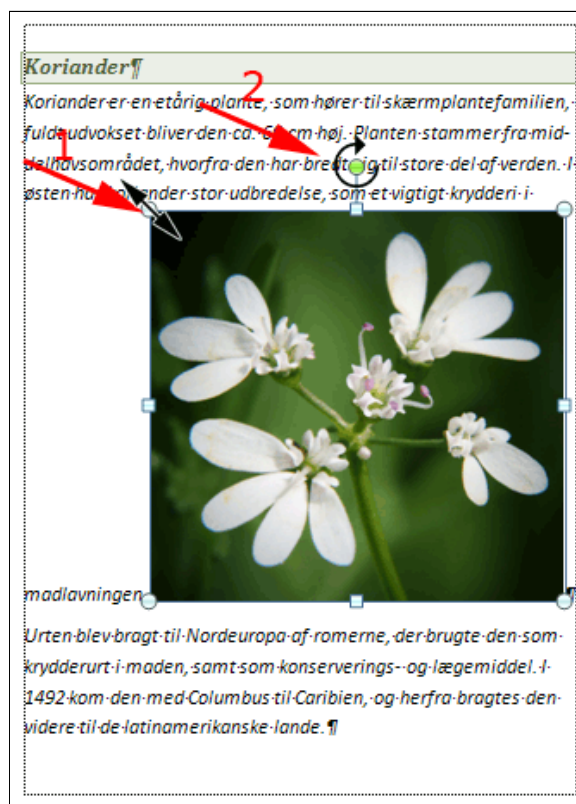 Koriander¶
2
Koriander·er·en·etårig·plante,·som·hører·til·skærmplantefamilien,·
fuldt·udvokset·bliver·den·ca.·cm·høj.·Planten·stammer·fra·mid-
1
delhavsområdet,·hvorfra·den·har·bredt·sig·til·store·del·af·verden.·I·
østen·har·koriander·stor·udbredelse,·som·et·vigtigt·krydderi·i·
madlavningen ¶
Urten·blev·bragt·til·Nordeuropa·af·romerne,·der·brugte·den·som·
krydderurt·i·maden,·samt·som·konserverings-·og·lægemiddel.·I·
1492·kom·den·med·Columbus·til·Caribien,·og·herfra·bragtes·den·
videre·til·de·latinamerikanske·lande.¶